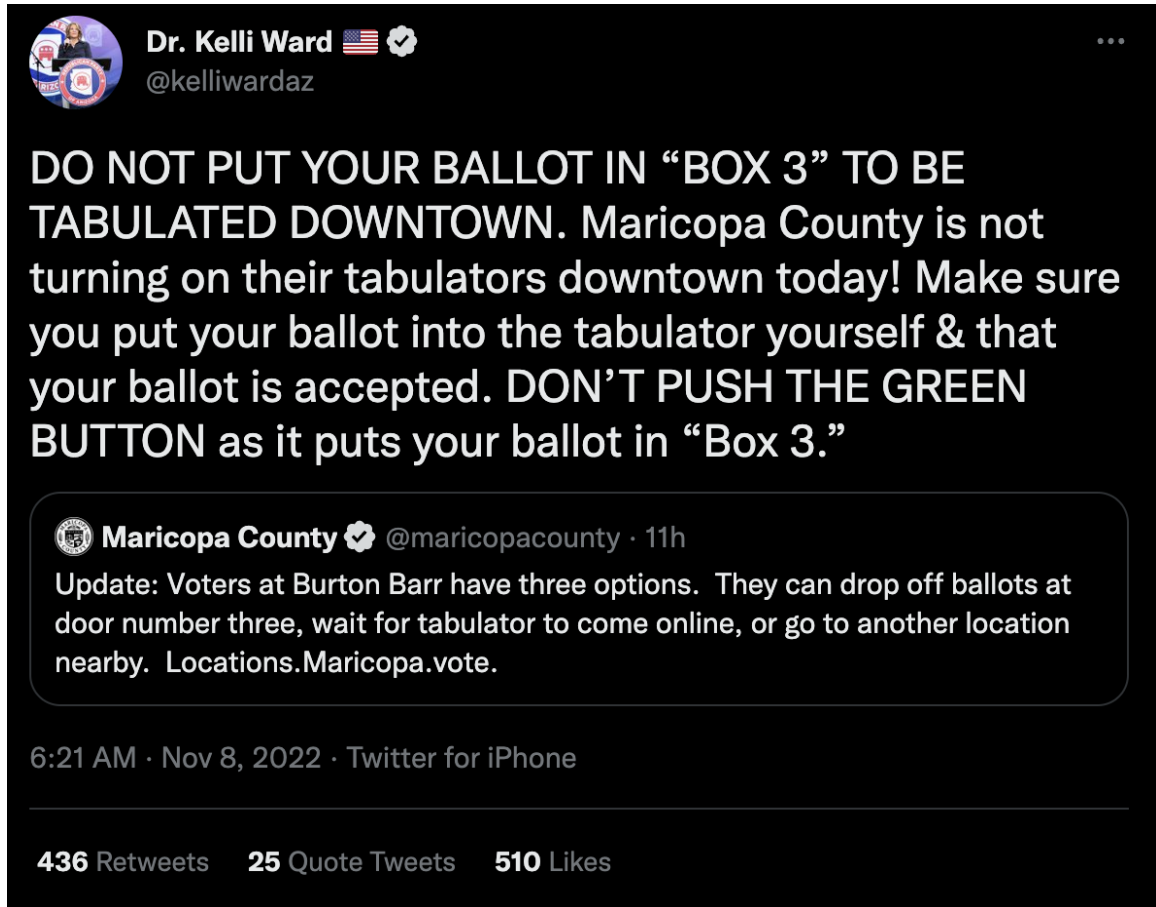 Dr. Kelli Ward 🇺🇸
@kelliwardaz
DO NOT PUT YOUR BALLOT IN “BOX 3” TO BE
TABULATED DOWNTOWN. Maricopa County is not
turning on their tabulators downtown today! Make sure
you put your ballot into the tabulator yourself & that
your ballot is accepted. DON’T PUSH THE GREEN
BUTTON as it puts your ballot in “Box 3.”
Maricopa County @maricopacounty · 11h
Update: Voters at Burton Barr have three options.  They can drop off ballots at
door number three, wait for tabulator to come online, or go to another location
nearby.  Locations.Maricopa.vote.
6:21 AM · Nov 8, 2022 · Twitter for iPhone
436 Retweets 25 Quote Tweets 510 Likes